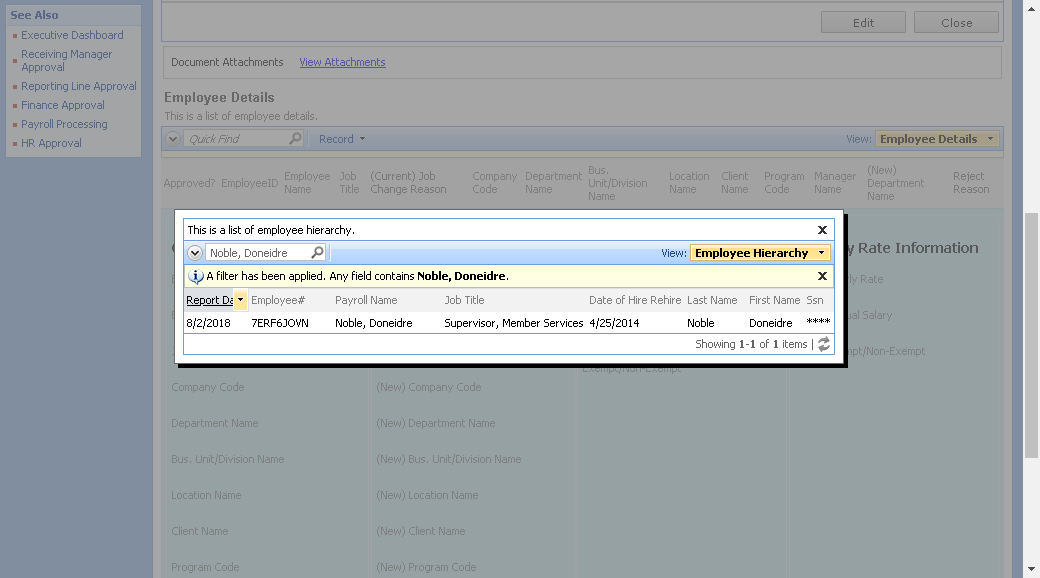 See Also
Executive Dashboard
Receiving Manager
Approval
Reporting Line Approval
Finance Approval
Payroll Processing
HR Approval
Edit Close
Document Attachments View Attachments
Employee Details
This is a list of employee details.
Quick Find Record View: Employee Details
Approved? EmployeeID Employee Name Job Title (Current) Job Change Reason Company Code Department Name Bus. Unit/Division Name Location Name Client Name Program Code Manager Name (New) Department Name Reject Reason
This is a list of employee hierarchy.
Noble, Doneidre View: Employee Hierarchy
A filter has been applied. Any field contains Noble, Doneidre.
Report Da Employee# Payroll Name Job Title Date of Hire Rehire Last Name First Name Ssn
8/2/2018 7ERF6JOVN Noble, Doneidre Supervisor, Member Services 4/25/2014 Noble Doneidre ****
Showing 1-1 of 1 items |
y Rate Information
ly Rate
ual Salary
mpt/Non-Exempt
Exempt/Non-Exempt
Company Code (New) Company Code
Department Name (New) Department Name
Bus. Unit/Division Name (New) Bus. Unit/Division Name
Location Name (New) Location Name
Client Name (New) Client Name
Program Code (New) Program Code